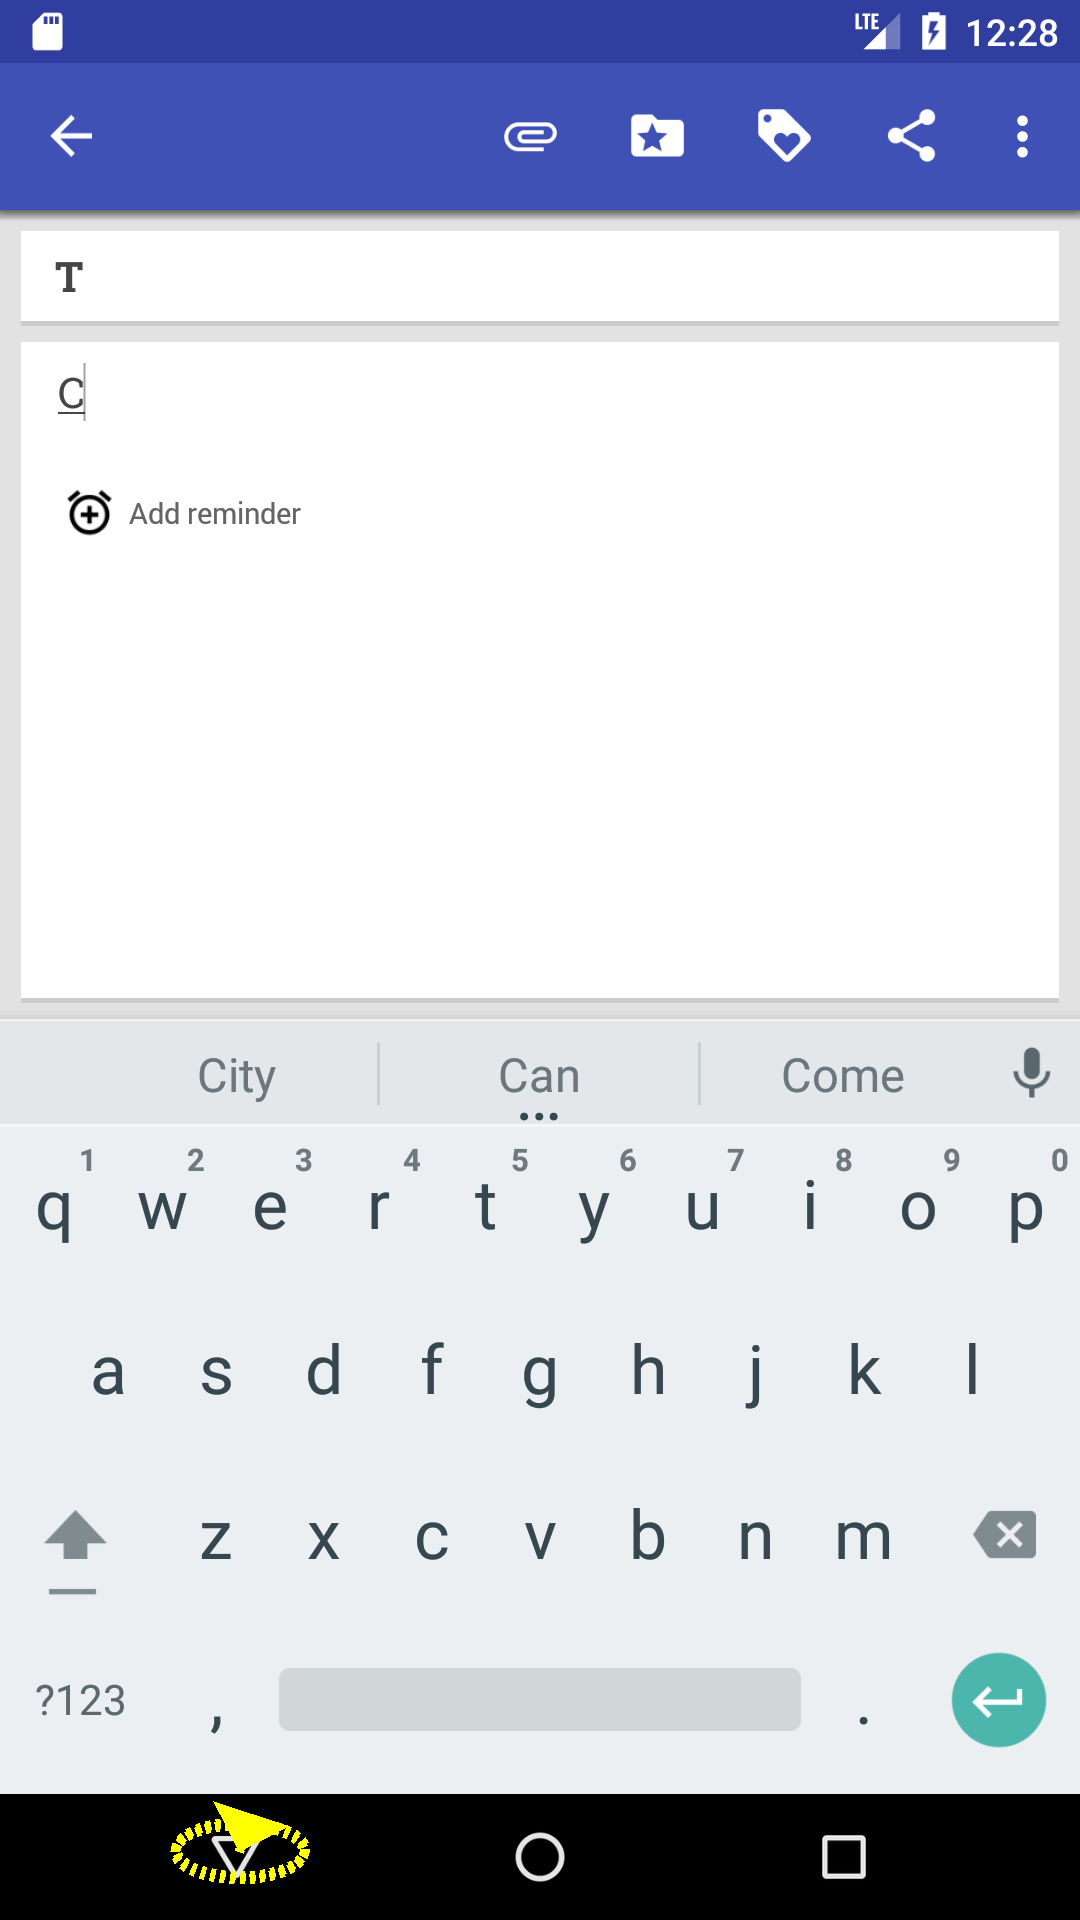 LTE 12:28
T
C
Add reminder
City Can Come
1 2 3 4 5 6 7 8 9 0
q w e r t y u i o p
a s d f g h j k l
z x c v b n m
?123 , .